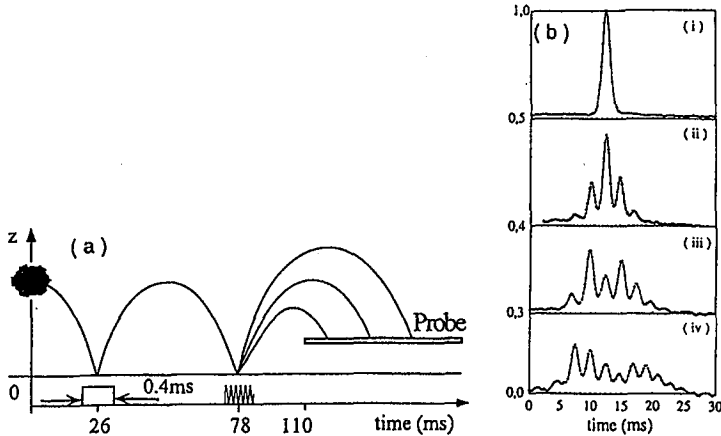 z
(a)
Probe
0
0.4ms
26
78
110
time (ms)
(b)
1,0
(i)
0,5
(ii)
0,4
(iii)
0,3
(iv)
0,0
0
5
10
15
20
25
30
time (ms)